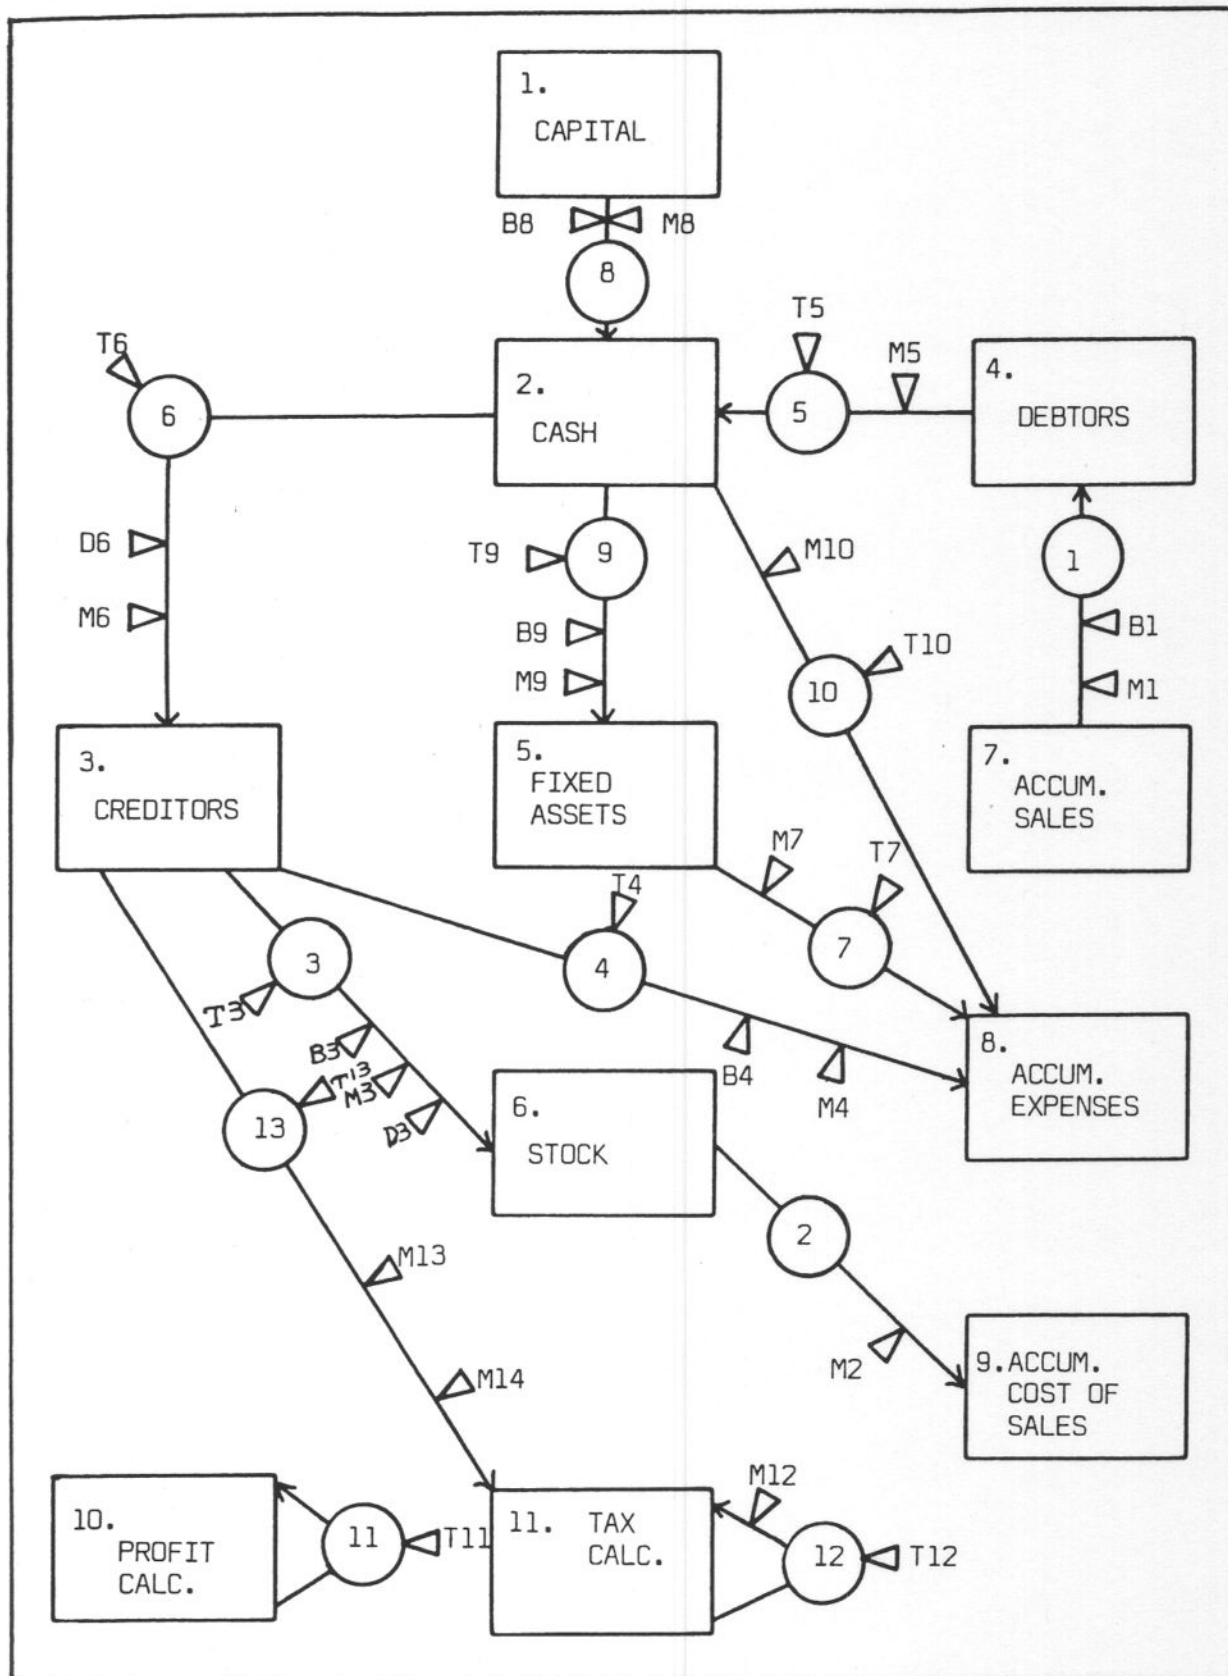 1.
CAPITAL
B8
M8
8
T5
T6
M5
2.
CASH
4.
DEBTORS
6
5
D6
T9
9
M10
1
M6
B9
B1
T10
M9
10
M1
3.
CREDITORS
5.
FIXED
ASSETS
7.
ACCUM.
SALES
M7
T7
T4
3
4
7
T3
B3
T13
M3
D3
B4
M4
8.
ACCUM.
EXPENSES
13
6.
STOCK
2
M13
M2
9.ACCUM.
COST OF
SALES
M14
M12
10.
PROFIT
CALC.
11
T11
11. TAX
CALC.
12
T12